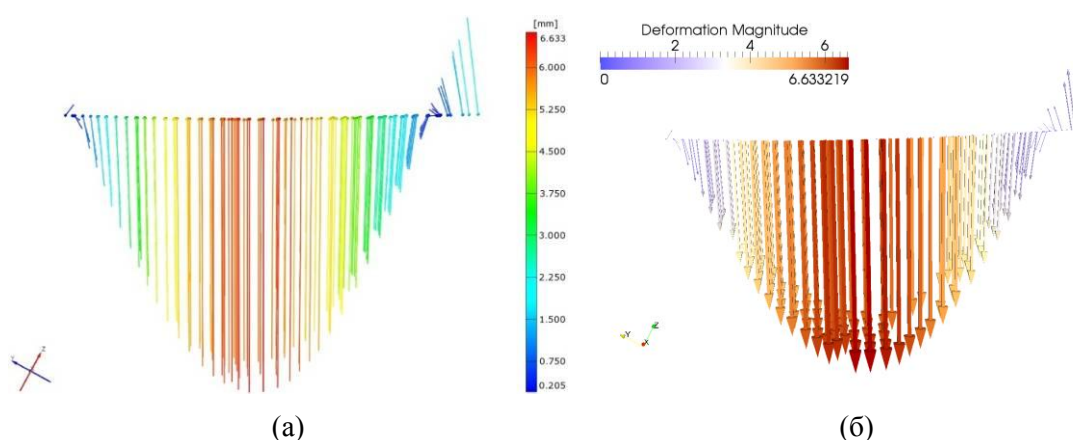 [mm]
6.633
6.000
5.250
4.500
3.750
3.000
2.250
1.500
0.750
0.205
Y
Z
(а)
Deformation Magnitude
2 4 6
0 6.633219
Y Z
X
(б)